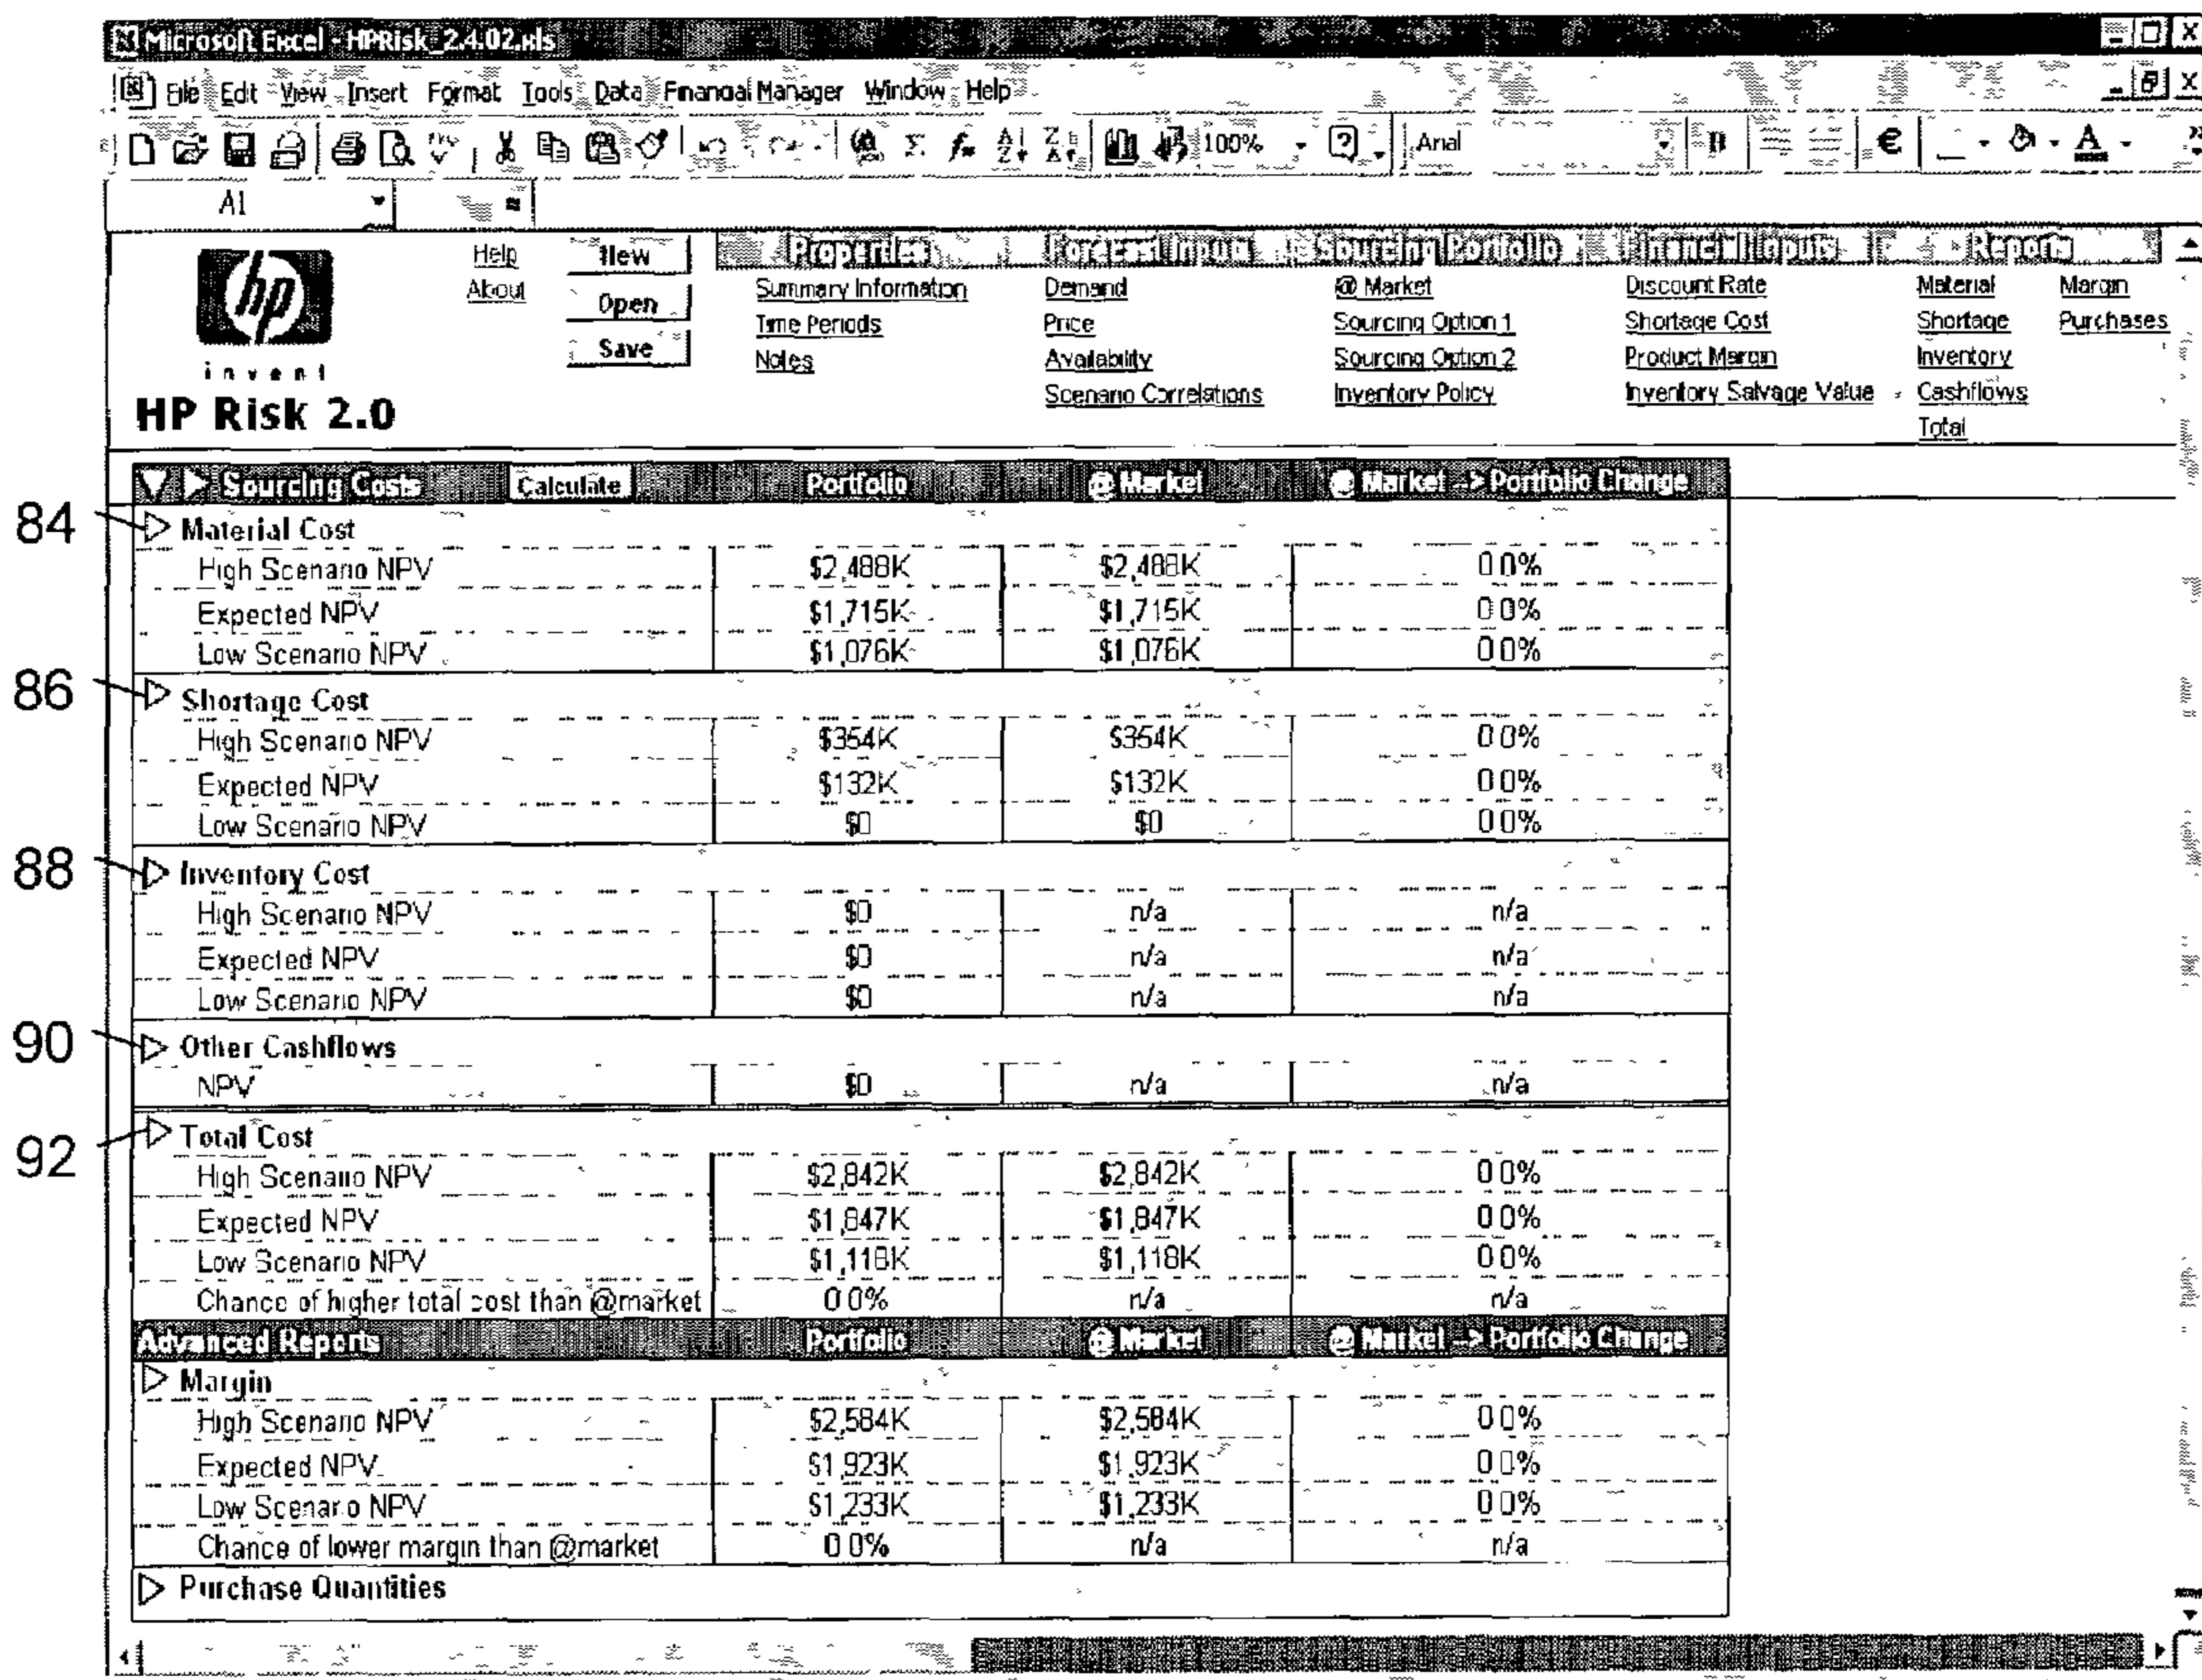 Microsoft Excel - HPRisk_2.4.02.xls
File Edit View Insert Format Tools Data Financial Manager Window Help
100% Arial
A1 =
Help New Properties Forecast Inputs Sourcing Portfolio Financial Inputs Reports
About Open Summary Information Demand @ Market Discount Rate Material Margin
Save Time Periods Price Sourcing Option 1 Shortage Cost Shortage Purchases
hp Notes Availability Sourcing Option 2 Product Margin Inventory
invent Scenario Correlations Inventory Policy Inventory Salvage Value Cashflows
HP Risk 2.0 Total
Sourcing Costs Calculate Portfolio @ Market @ Market --> Portfolio Change
84 Material Cost
High Scenario NPV $2,488K $2,488K 0 0%
Expected NPV $1,715K $1,715K 0 0%
Low Scenario NPV $1,076K $1,076K 0 0%
86 Shortage Cost
High Scenario NPV $354K $354K 0 0%
Expected NPV $132K $132K 0 0%
Low Scenario NPV $0 $0 0 0%
88 Inventory Cost
High Scenario NPV $0 n/a n/a
Expected NPV $0 n/a n/a
Low Scenario NPV $0 n/a n/a
90 Other Cashflows
NPV $0 n/a n/a
92 Total Cost
High Scenario NPV $2,842K $2,842K 0 0%
Expected NPV $1,847K $1,847K 0 0%
Low Scenario NPV $1,118K $1,118K 0 0%
Chance of higher total cost than @market 0 0% n/a n/a
Advanced Reports Portfolio @ Market @ Market --> Portfolio Change
Margin
High Scenario NPV $2,584K $2,584K 0 0%
Expected NPV $1,923K $1,923K 0 0%
Low Scenario NPV $1,233K $1,233K 0 0%
Chance of lower margin than @market 0 0% n/a n/a
Purchase Quantities